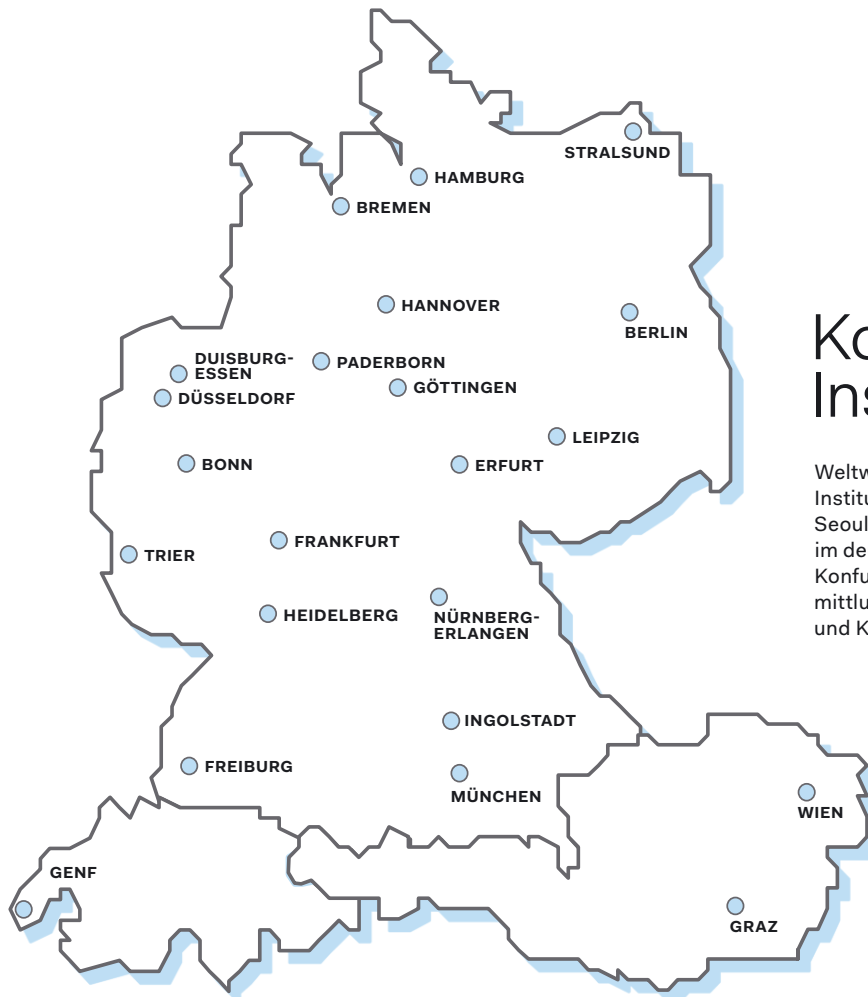 STRALSUND
HAMBURG
BREMEN
HANNOVER
BERLIN
DUISBURG-
ESSEN
PADERBORN
GÖTTINGEN
DÜSSELDORF
LEIPZIG
BONN
ERFURT
FRANKFURT
TRIER
HEIDELBERG
NÜRNBERG-
ERLANGEN
INGOLSTADT
FREIBURG
MÜNCHEN
WIEN
GENF
GRAZ
Ko
Ins
Weltw
Institu
Seoul
im de
Konfu
mittlu
und K